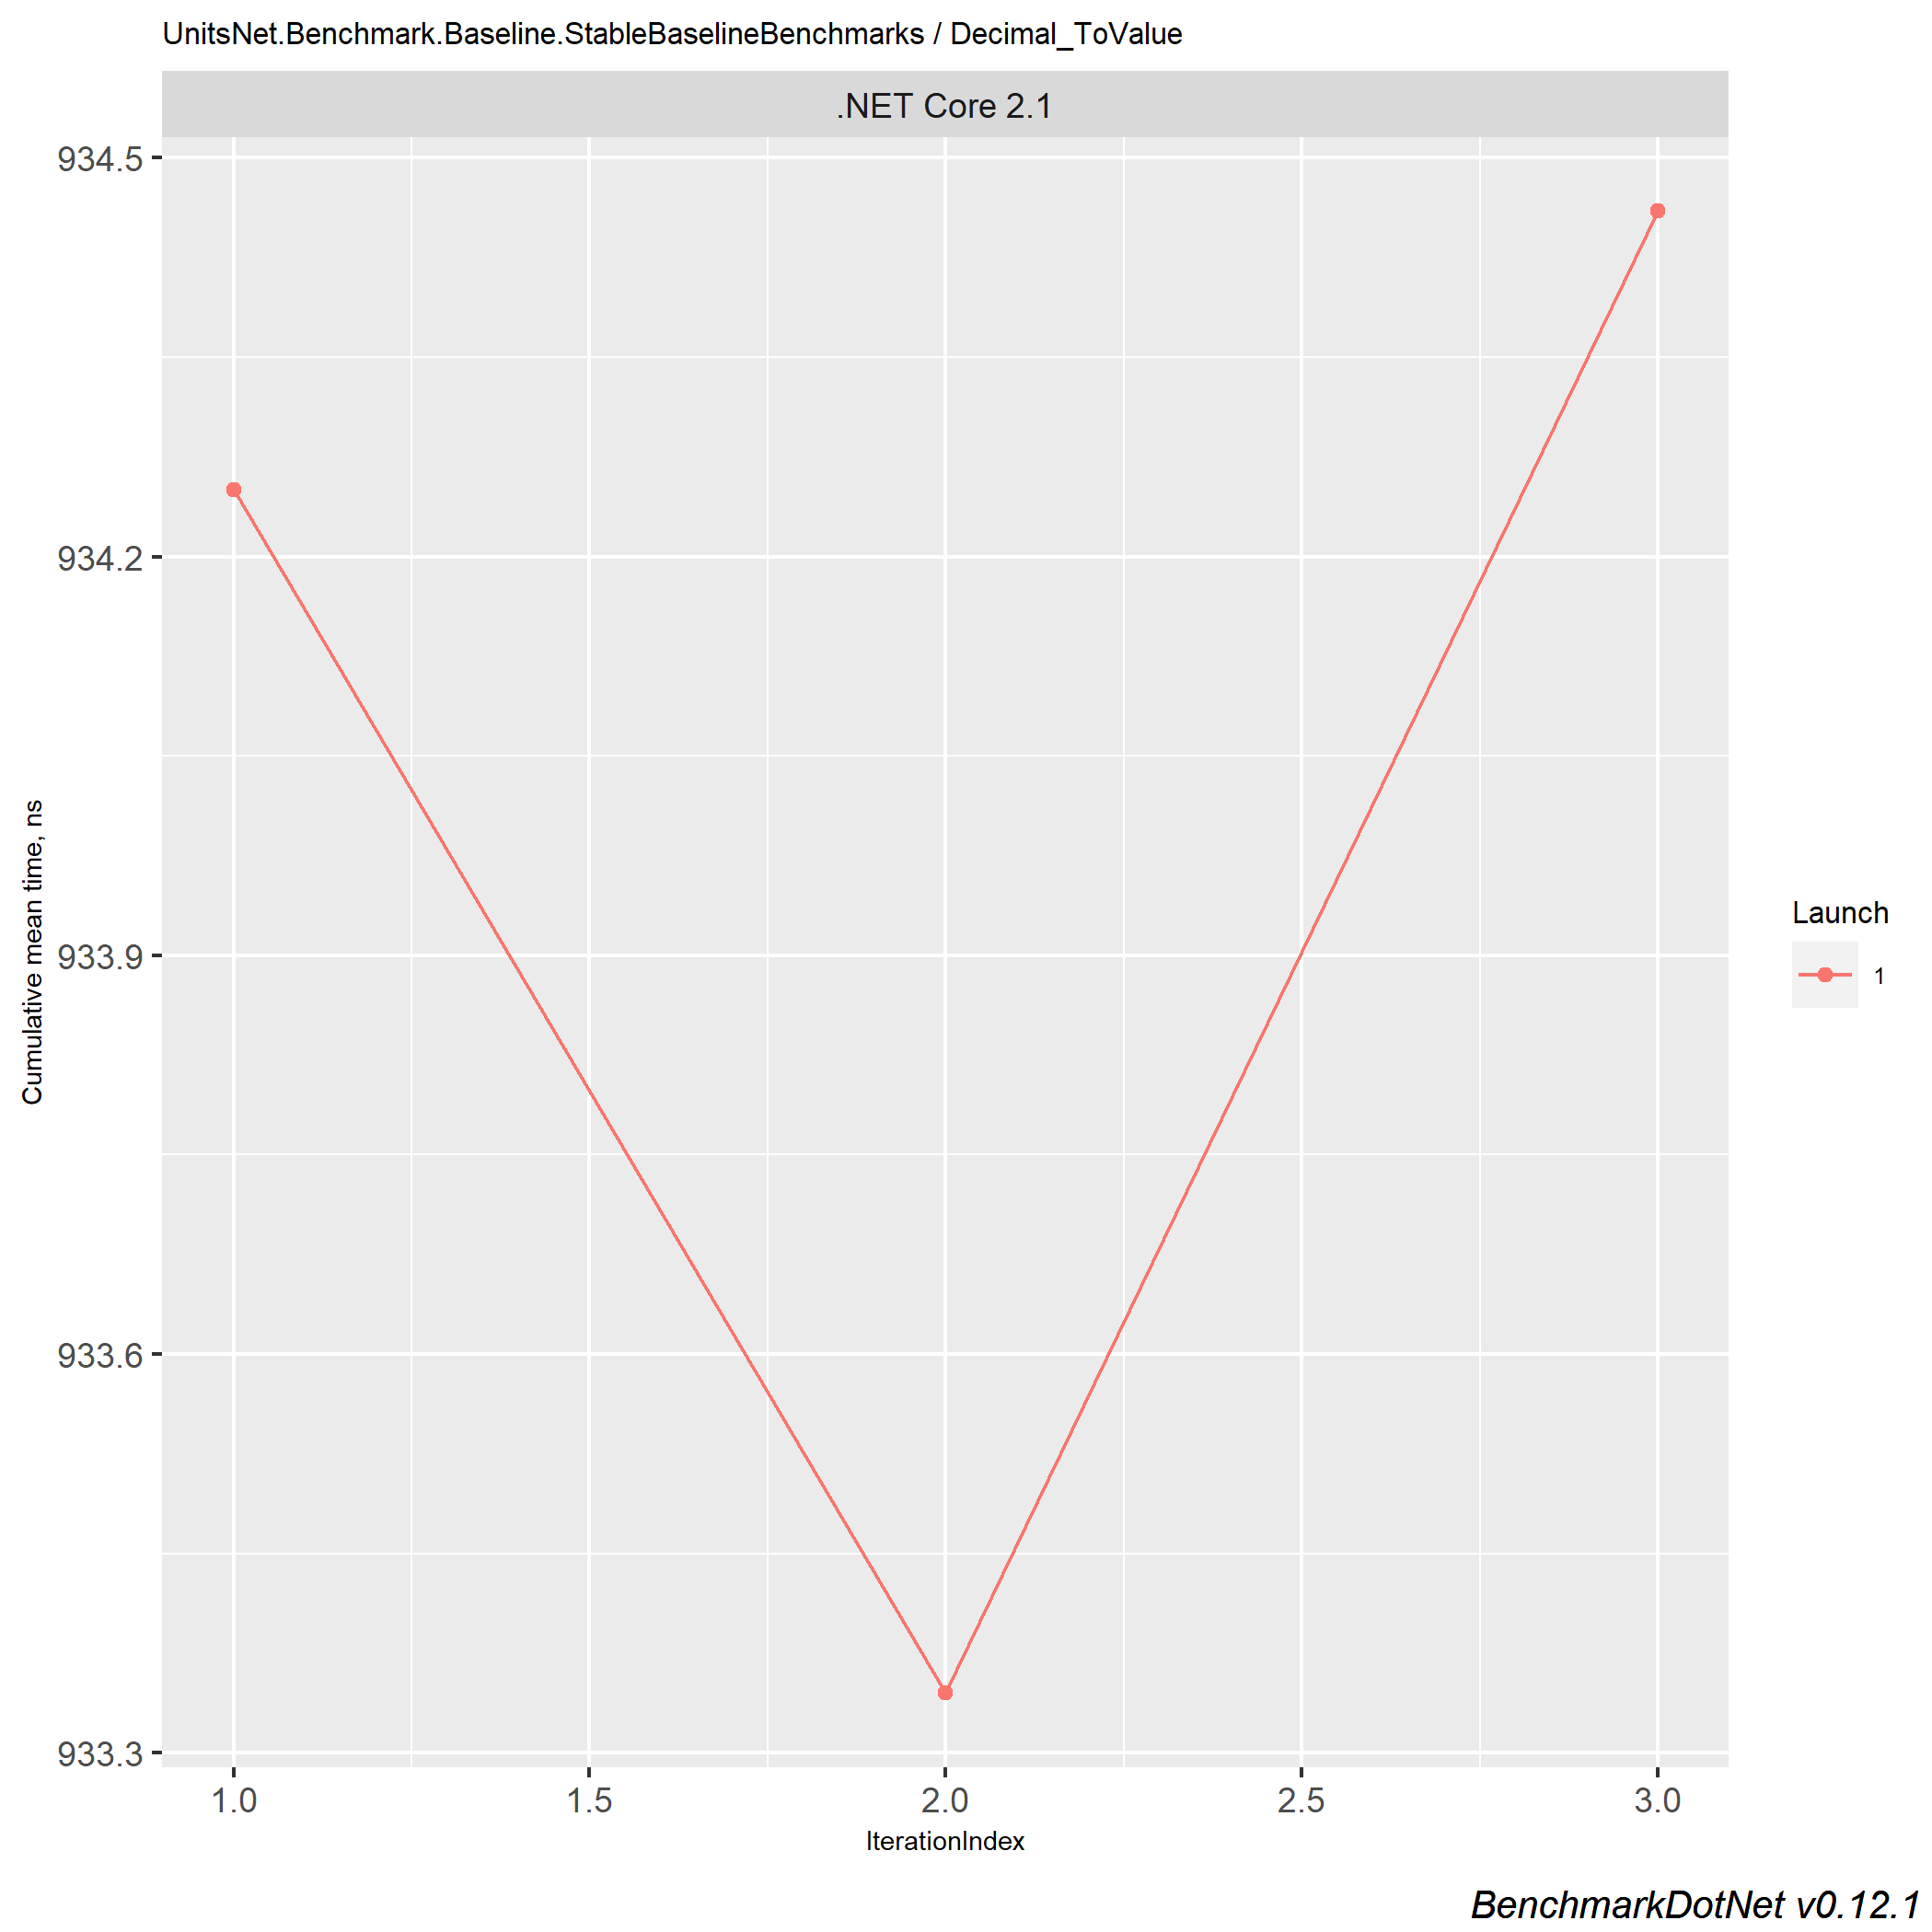 UnitsNet.Benchmark.Baseline.StableBaselineBenchmarks / Decimal_ToValue
.NET Core 2.1
934.5
934.2
933.9
933.6
933.3
Cumulative mean time, ns
1.0 1.5 2.0 2.5 3.0
IterationIndex
Launch
1
BenchmarkDotNet v0.12.1